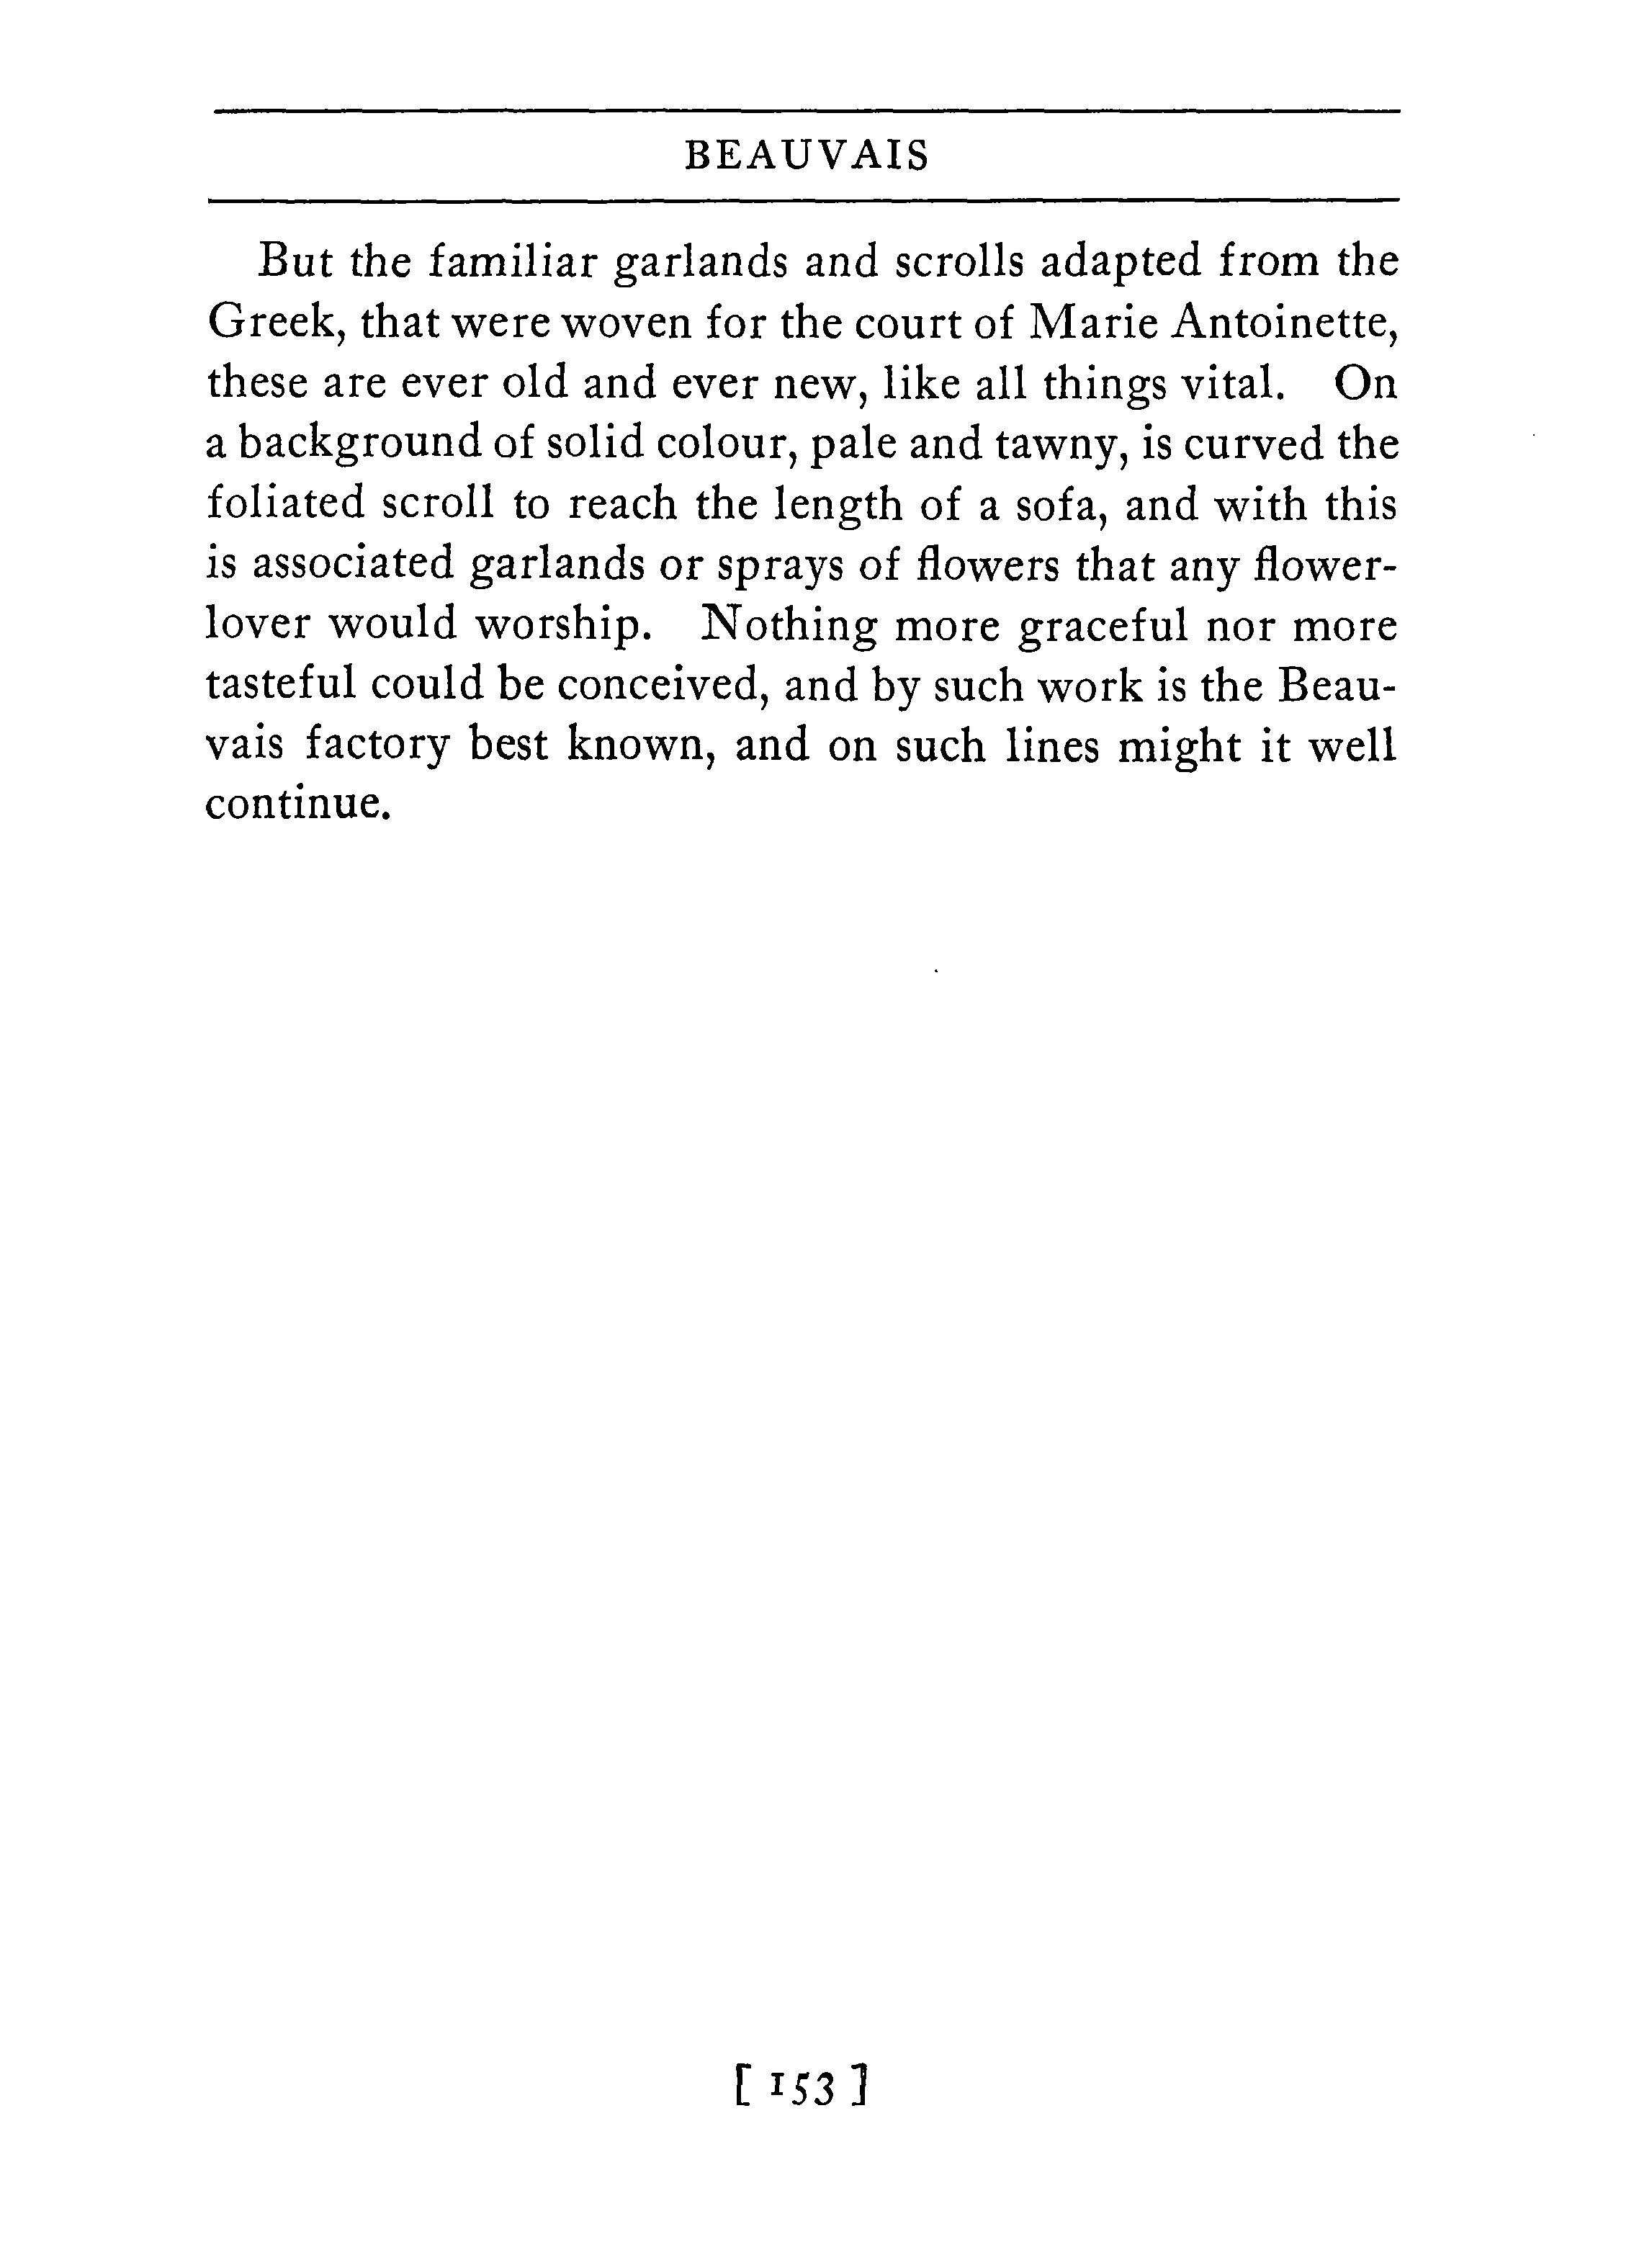 BEAUVAIS
But the familiar garlands and scrolls adapted from the
Greek, that were woven for the court of Marie Antoinette,
these are ever old and ever new, like all things vital. On
a background of solid colour, pale and tawny, is curved the
foliated scroll to reach the length of a sofa, and with this
is associated garlands or sprays of flowers that any flower-
lover would worship. Nothing more graceful nor more
tasteful could be conceived, and by such work is the Beau-
vais factory best known, and on such lines might it well
continue.
[ 153 ]